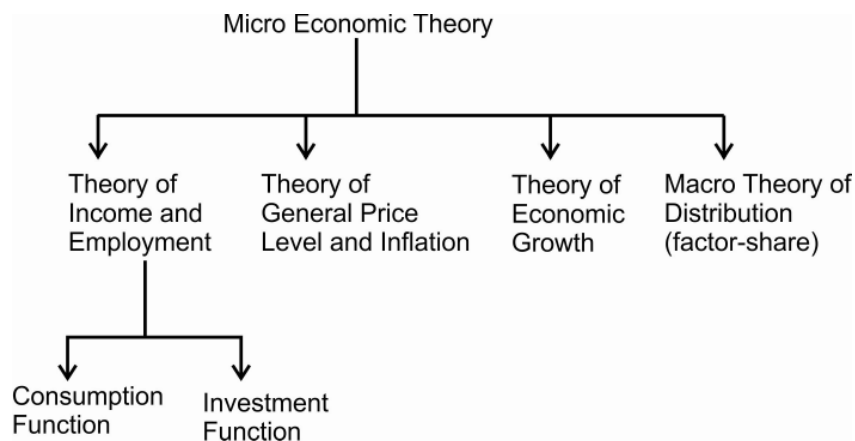 Micro Economic Theory
Theory of
Income and
Employment
Theory of
General Price
Level and Inflation
Theory of
Economic
Growth
Macro Theory of
Distribution
(factor-share)
Consumption
Function
Investment
Function